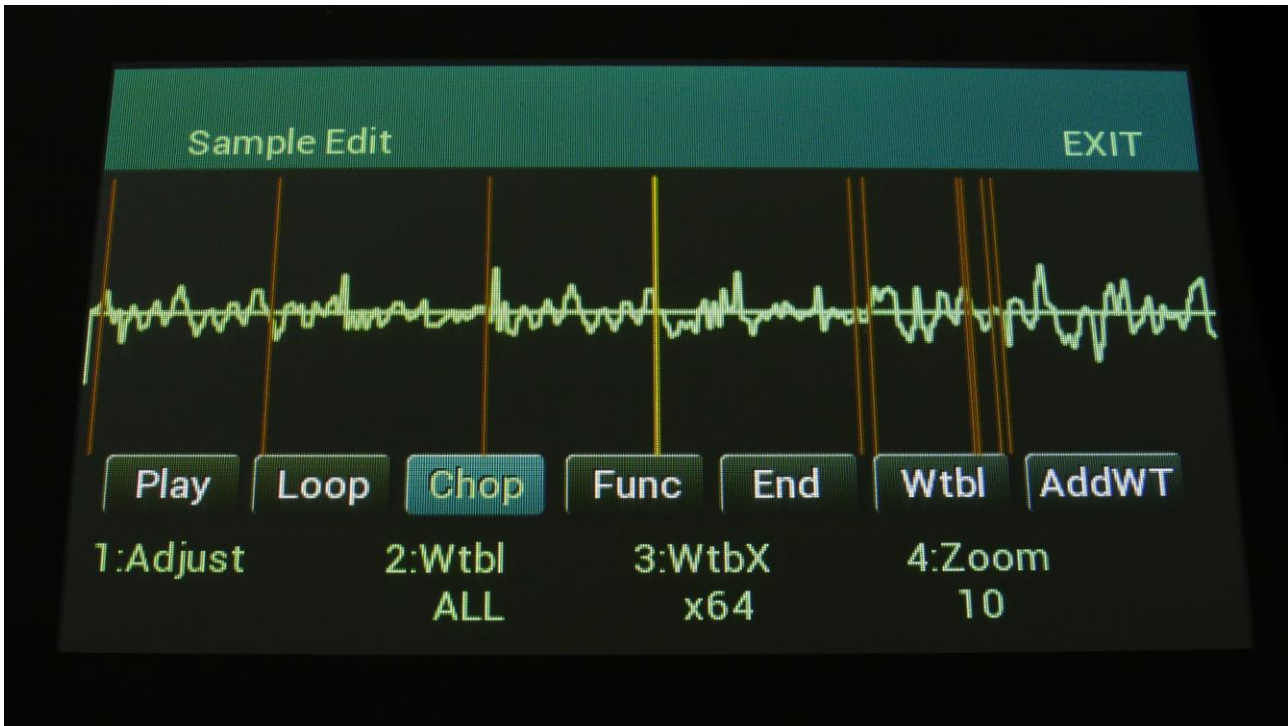 Sample Edit EXIT
Play Loop Chop Func End Wtbl AddWT
1:Adjust 2:Wtbl 3:WtbX 4:Zoom
ALL x64 10